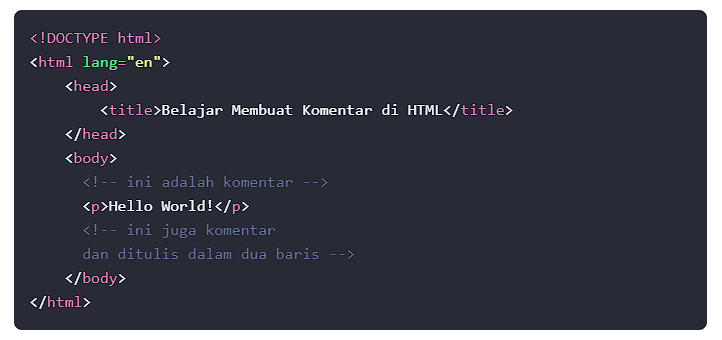 <!DOCTYPE html>
<html lang="en">
    <head>
        <title>Belajar Membuat Komentar di HTML</title>
    </head>
    <body>
      <!-- ini adalah komentar -->
      <p>Hello World!</p>
      <!-- ini juga komentar
      dan ditulis dalam dua baris -->
    </body>
</html>